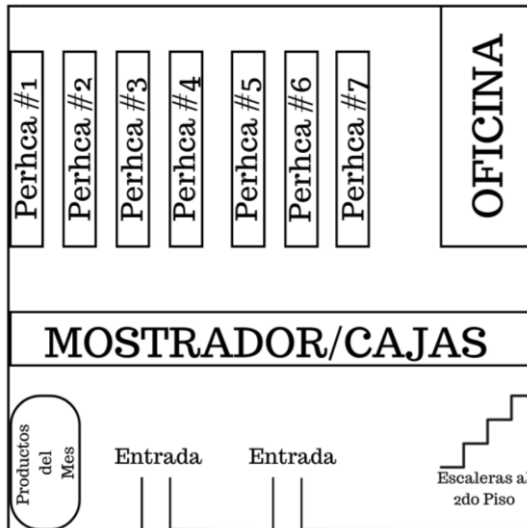 Perhca #1
Perhca #2
Perhca #3
Perhca #4
Perhca #5
Perhca #6
Perhca #7
OFICINA
MOSTRADOR/CAJAS
Productos
del
Mes
Entrada
Entrada
Escaleras al
2do Piso